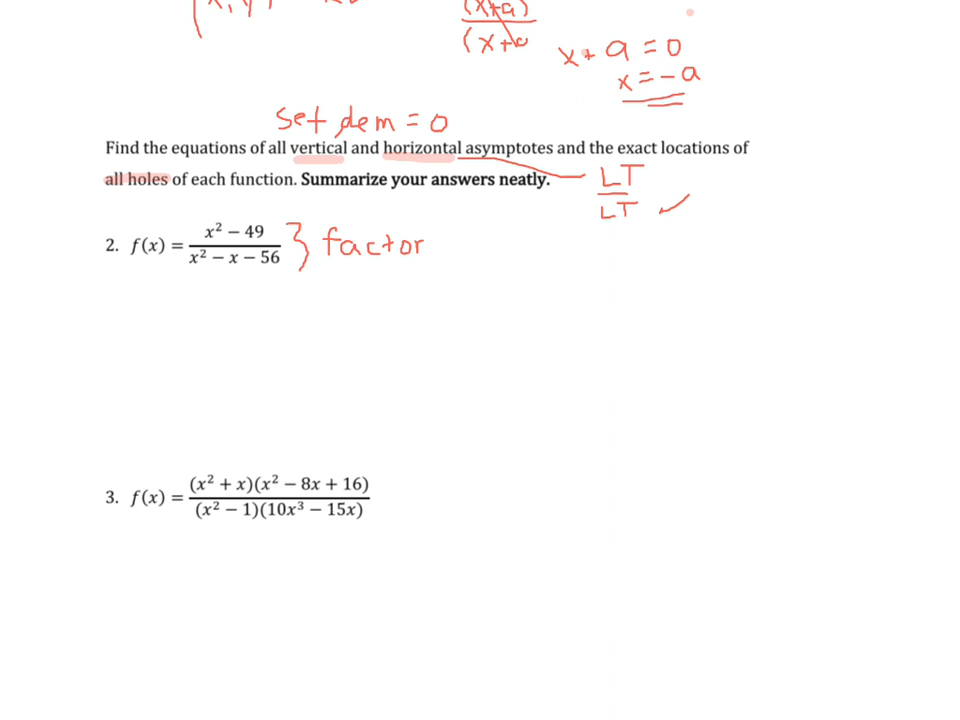 (x, y)
(x+a)
(x+a
x + a = 0
x = -a
set dem = 0
Find the equations of all vertical and horizontal asymptotes and the exact locations of
all holes of each function. Summarize your answers neatly.
LT
LT
2. f(x) = (x² − 49)/(x² − x − 56) } factor
3. f(x) = ((x² + x)(x² − 8x + 16))/((x² − 1)(10x³ − 15x))